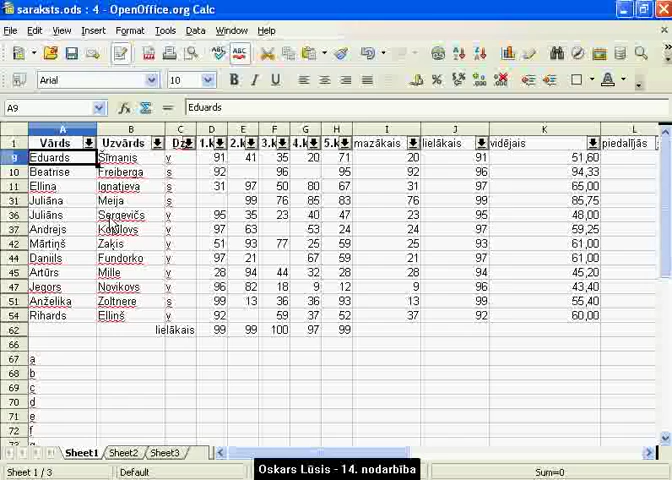 saraksts.ods : 4 - OpenOffice.org Calc
File Edit View Insert Format Tools Data Window Help
Arial 10
A9 Eduards
A B C D E F G H I J K L
1 Vārds Uzvārds 1.k 2.k 3.k 4.k 5.k mazākais lielākais vidējais piedalījās
9 Eduards Sīmanis v 91 41 35 20 71 20 91 51,60
10 Beatrise Freiberga s 92 96 95 92 96 94,33
11 Ellina Ignatjeva s 31 97 50 80 67 31 97 65,00
31 Juliāna Meija s 99 76 85 83 76 99 85,75
36 Juliāns Sergevičs v 95 35 23 40 47 23 95 48,00
37 Andrejs v 97 63 53 24 24 97 59,25
42 Mārtiņš Zaķis v 51 93 77 25 59 25 93 61,00
44 Daniils Fundorko v 97 21 67 59 21 97 61,00
45 Artūrs Mille v 28 94 44 32 28 28 94 45,20
47 Jegors Novikovs v 96 82 18 9 12 9 96 43,40
51 Anželika Zoltnere s 99 13 36 36 93 13 99 55,40
54 Rihards Elliņš v 92 59 37 52 37 92 60,00
62 lielākais 99 99 100 97 99
66
67 a
68 b
69 c
70 d
71 e
72 f
Sheet1 Sheet2 Sheet3
Sheet 1 / 3 Default Oskars Lūsis - 14. nodarbība Sum=0